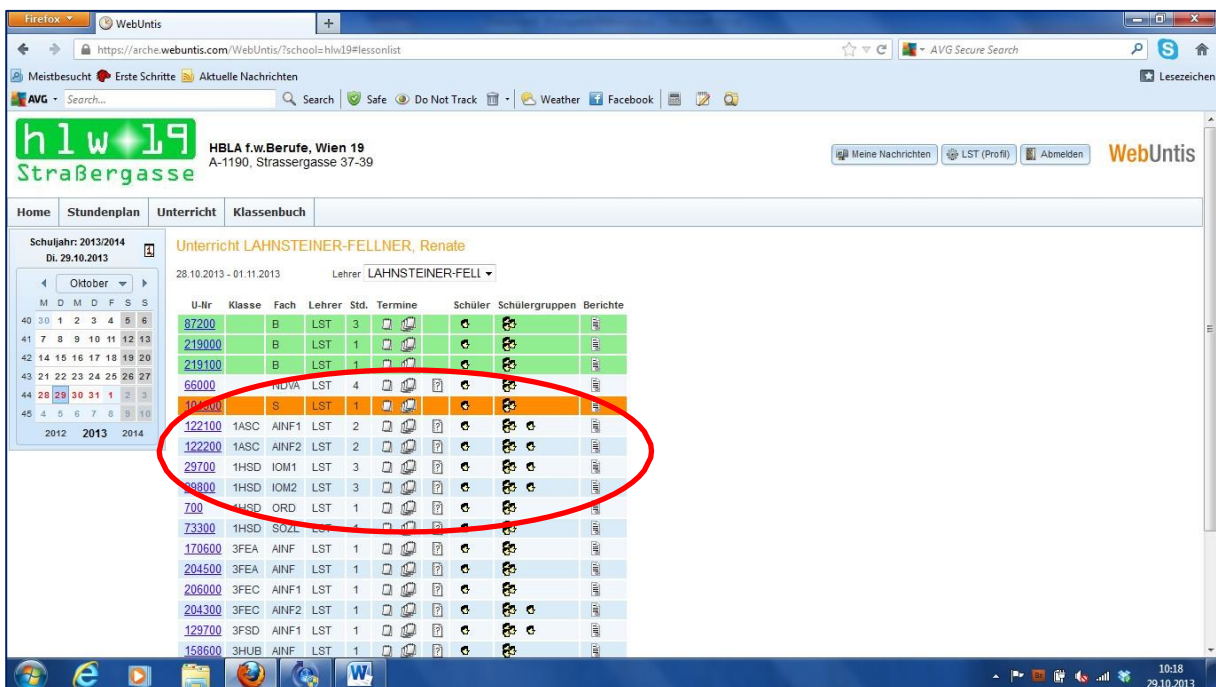 Firefox
WebUntis
https://arche.webuntis.com/WebUntis/?school=hlw19#lessonlist
AVG Secure Search
Meistbesucht Erste Schritte Aktuelle Nachrichten
Lesezeichen
AVG Search... Search Safe Do Not Track Weather Facebook
hlw 19
Straßergasse
HBLA f.w.Berufe, Wien 19
A-1190, Strassergasse 37-39
Meine Nachrichten LST (Profil) Abmelden WebUntis
Home Stundenplan Unterricht Klassenbuch
Schuljahr: 2013/2014
Di. 29.10.2013
Oktober
M D M D F S S
40 30 1 2 3 4 5 6
41 7 8 9 10 11 12 13
42 14 15 16 17 18 19 20
43 21 22 23 24 25 26 27
44 28 29 30 31 1 2 3
45 4 5 6 7 8 9 10
2012 2013 2014
Unterricht LAHNSTEINER-FELLNER, Renate
28.10.2013 - 01.11.2013 Lehrer LAHNSTEINER-FELL
U-Nr Klasse Fach Lehrer Std. Termine Schüler Schülergruppen Berichte
87200 B LST 3
219000 B LST 1
219100 B LST 1
66000 NDVA LST 4
S LST 1
122100 1ASC AINF1 LST 2
122200 1ASC AINF2 LST 2
29700 1HSD IOM1 LST 3
29800 1HSD IOM2 LST 3
700 1HSD ORD LST 1
73300 1HSD SOZL LST 1
170600 3FEA AINF LST 1
204500 3FEA AINF LST 1
206000 3FEC AINF1 LST 1
204300 3FEC AINF2 LST 1
129700 3FSD AINF1 LST 1
158600 3HUB AINF LST 1
10:18
29.10.2013